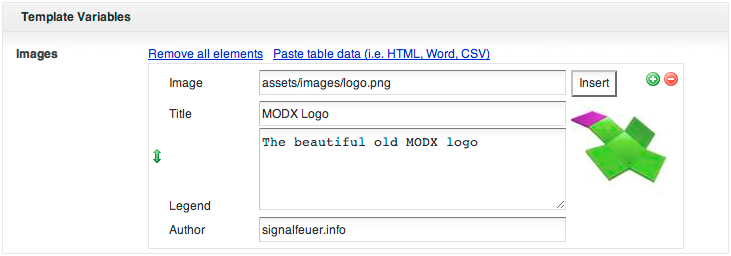 Template Variables
Images
Remove all elements Paste table data (i.e. HTML, Word, CSV)
Image assets/images/logo.png Insert
Title MODX Logo
The beautiful old MODX logo
Legend
Author signalfeuer.info